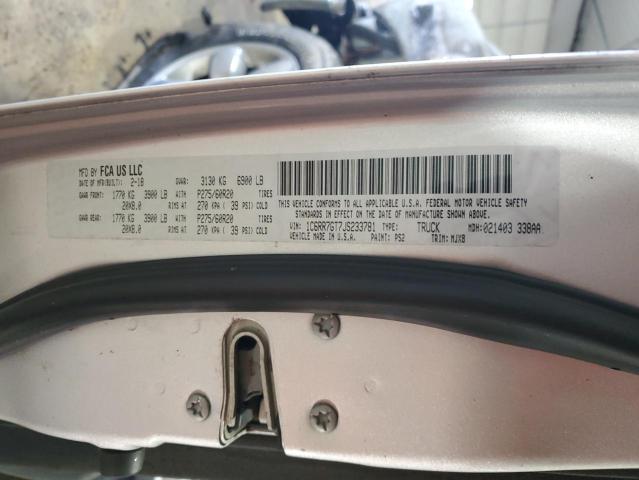 MFD BY FCA US LLC
DATE OF MFR(BUILT): 2-18 GVWR: 3130 KG 6900 LB
GAWR FRONT: 1770 KG 3900 LB WITH P275/60R20 TIRES
20X8.0 RIMS AT 270 KPA ( 39 PSI) COLD
GAWR REAR: 1770 KG 3900 LB WITH P275/60R20 TIRES
20X8.0 RIMS AT 270 KPA ( 39 PSI) COLD
THIS VEHICLE CONFORMS TO ALL APPLICABLE U.S.A. FEDERAL MOTOR VEHICLE SAFETY
STANDARDS IN EFFECT ON THE DATE OF MANUFACTURE SHOWN ABOVE.
VIN: 1C6RR7GT7JS233781 TYPE: TRUCK MDH: 021403 338AA
VEHICLE MADE IN U.S.A. PAINT: PS2 TRIM: MJX8